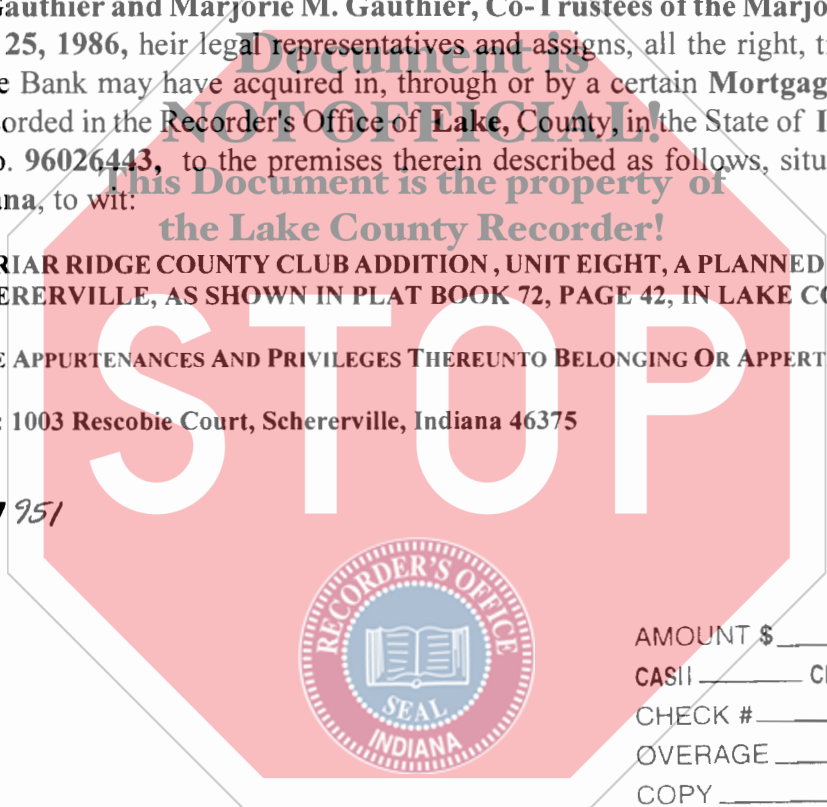 Gauthier and Marjorie M. Gauthier, Co-Trustees of the Marjo
25, 1986, heir legal representatives and assigns, all the right, t
Document is
e Bank may have acquired in, through or by a certain Mortgag
NOT OFFICIAL!
orded in the Recorder's Office of Lake, County, in the State of I
o. 96026443, to the premises therein described as follows, situ
This Document is the property of
ana, to wit:
the Lake County Recorder!
RIAR RIDGE COUNTY CLUB ADDITION , UNIT EIGHT, A PLANNED
ERERVILLE, AS SHOWN IN PLAT BOOK 72, PAGE 42, IN LAKE CO
STOP
E APPURTENANCES AND PRIVILEGES THEREUNTO BELONGING OR APPERT
: 1003 Rescobie Court, Schererville, Indiana 46375
7951
RECORDER'S OFFICE
SEAL
INDIANA
AMOUNT $
CASH C
CHECK #
OVERAGE
COPY